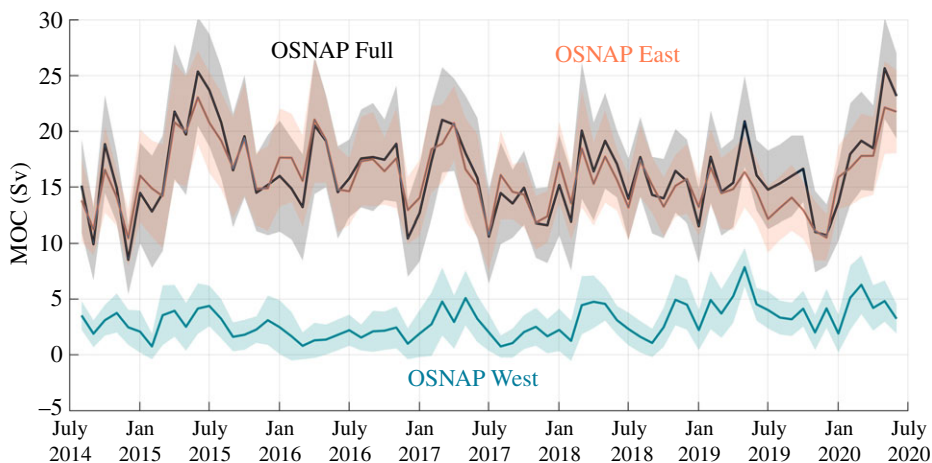 30
OSNAP Full
OSNAP East
25
20
15
10
5
0
–5
MOC (Sv)
OSNAP West
July Jan July Jan July Jan July Jan July Jan July Jan July
2014 2015 2015 2016 2016 2017 2017 2018 2018 2019 2019 2020 2020